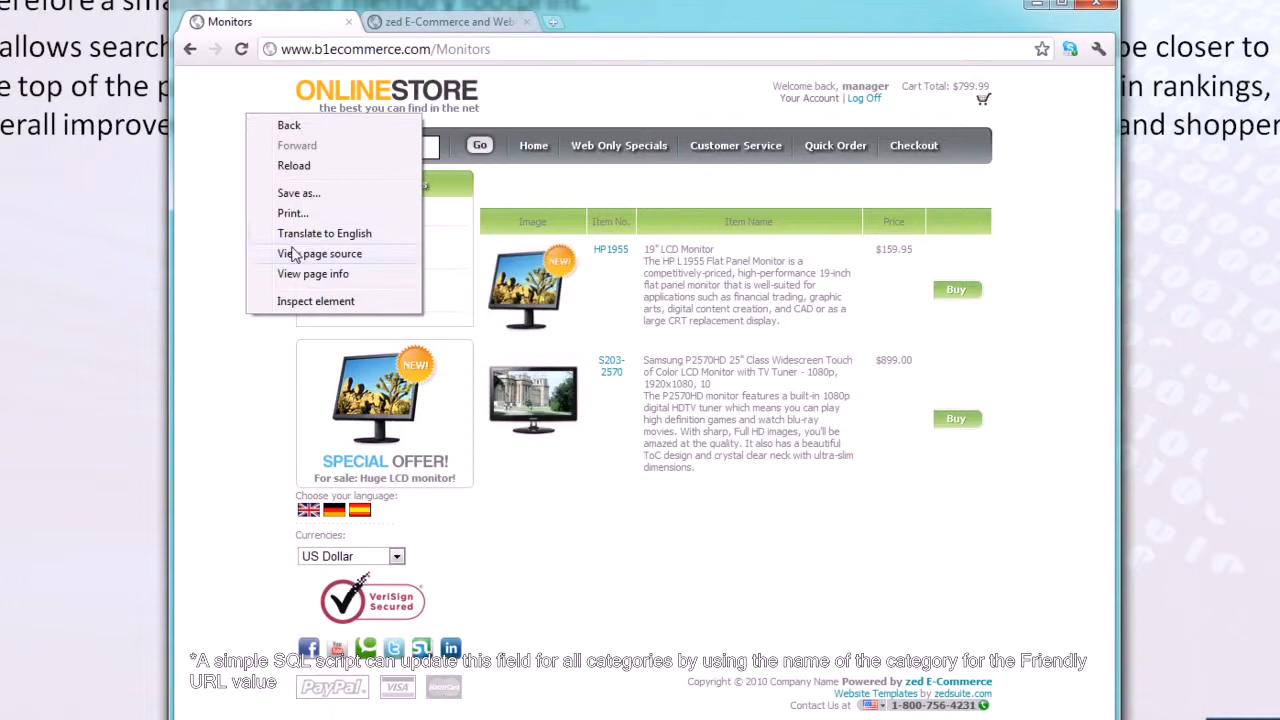 allows search
be closer to
e top of the p
in rankings,
erall improve
and shopper
Monitors
zed E-Commerce and Web
www.b1ecommerce.com/Monitors
ONLINESTORE
the best you can find in the net
Welcome back, manager
Cart Total: $799.99
Your Account | Log Off
Back
Forward
Reload
Save as...
Print...
Translate to English
View page source
View page info
Inspect element
Go
Home
Web Only Specials
Customer Service
Quick Order
Checkout
Image
Item No.
Item Name
Price
NEW!
HP1955
19" LCD Monitor
$159.95
The HP L1955 Flat Panel Monitor is a
competitively-priced, high-performance 19-inch
flat panel monitor that is well-suited for
applications such as financial trading, graphic
arts, digital content creation, and CAD or as a
large CRT replacement display.
Buy
S203-
2570
Samsung P2570HD 25" Class Widescreen Touch
of Color LCD Monitor with TV Tuner - 1080p,
1920x1080, 10
$899.00
The P2570HD monitor features a built-in 1080p
digital HDTV tuner which means you can play
high definition games and watch blu-ray
movies. With sharp, Full HD images, you'll be
amazed at the quality. It also has a beautiful
ToC design and crystal clear neck with ultra-slim
dimensions.
Buy
NEW!
SPECIAL OFFER!
For sale: Huge LCD monitor!
Choose your language:
Currencies:
US Dollar
VeriSign
Secured
*A simple SQL script can update this field for all categories by using the name of the category for the Friendly
URL value
PayPal
VISA
MasterCard
Copyright © 2010 Company Name Powered by zed E-Commerce
Website Templates by zedsuite.com
Contact Us at
1-800-756-4231